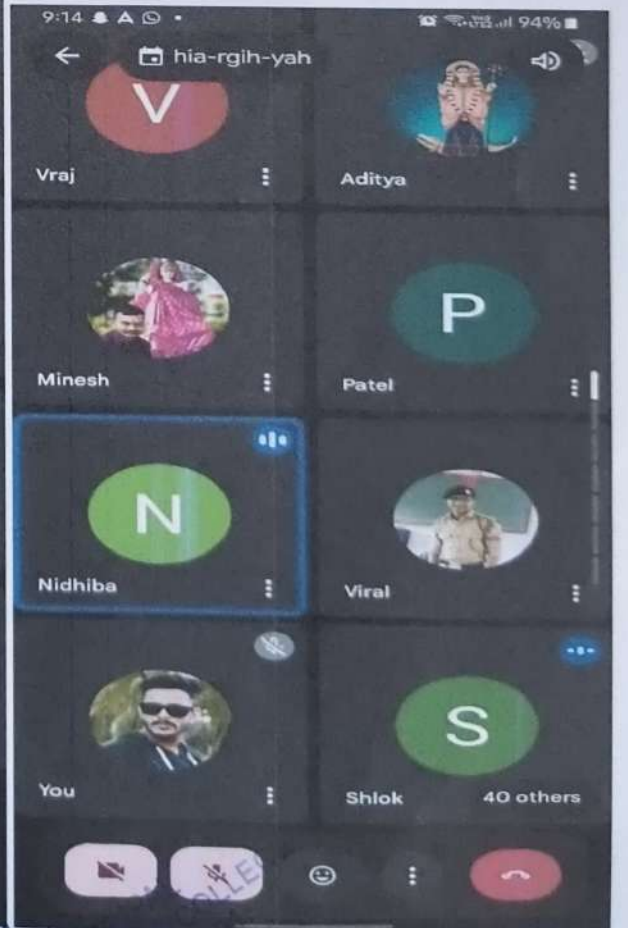 9:14
94%
hia-rgih-yah
V
Vraj
Aditya
Minesh
P
Patel
N
Nidhiba
Viral
You
S
Shlok
40 others